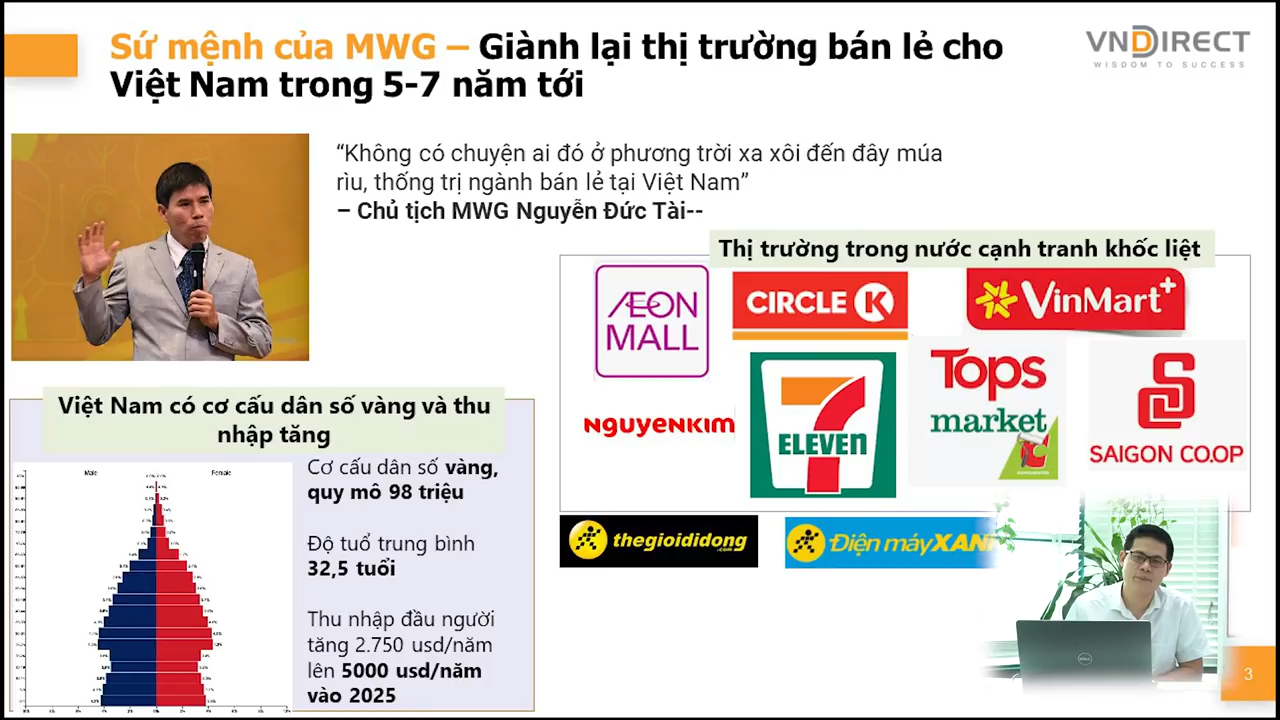 Sứ mệnh của MWG – Giành lại thị trường bán lẻ cho
Việt Nam trong 5-7 năm tới
VNDIRECT
WISDOM TO SUCCESS
“Không có chuyện ai đó ở phương trời xa xôi đến đây múa
rìu, thống trị ngành bán lẻ tại Việt Nam”
– Chủ tịch MWG Nguyễn Đức Tài--
Thị trường trong nước cạnh tranh khốc liệt
ÆON
MALL
CIRCLE K
VinMart+
nguyenkim
7
ELEVEN
Tops
market
SAIGON CO.OP
thegioididong
.com
Điện máy XAN
Việt Nam có cơ cấu dân số vàng và thu
nhập tăng
Male
Female
Cơ cấu dân số vàng,
quy mô 98 triệu
Độ tuổi trung bình
32,5 tuổi
Thu nhập đầu người
tăng 2.750 usd/năm
lên 5000 usd/năm
vào 2025
DELL
3